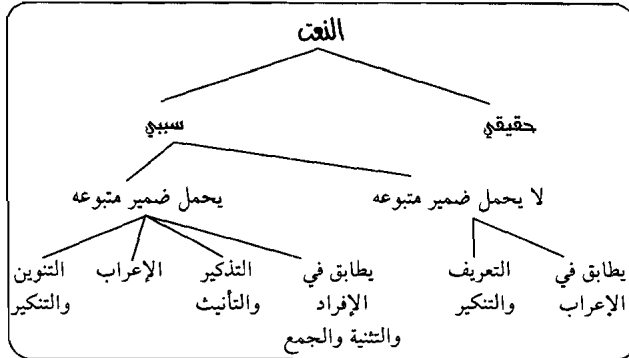 النعت
حقيقي
سببي
لا يحمل ضمير متبوعه
يحمل ضمير متبوعه
يطابق في
الإعراب
التعريف
والتنكير
يطابق في
الإفراد
والتثنية والجمع
التذكير
والتأنيث
الإعراب
التنوين
والتنكير